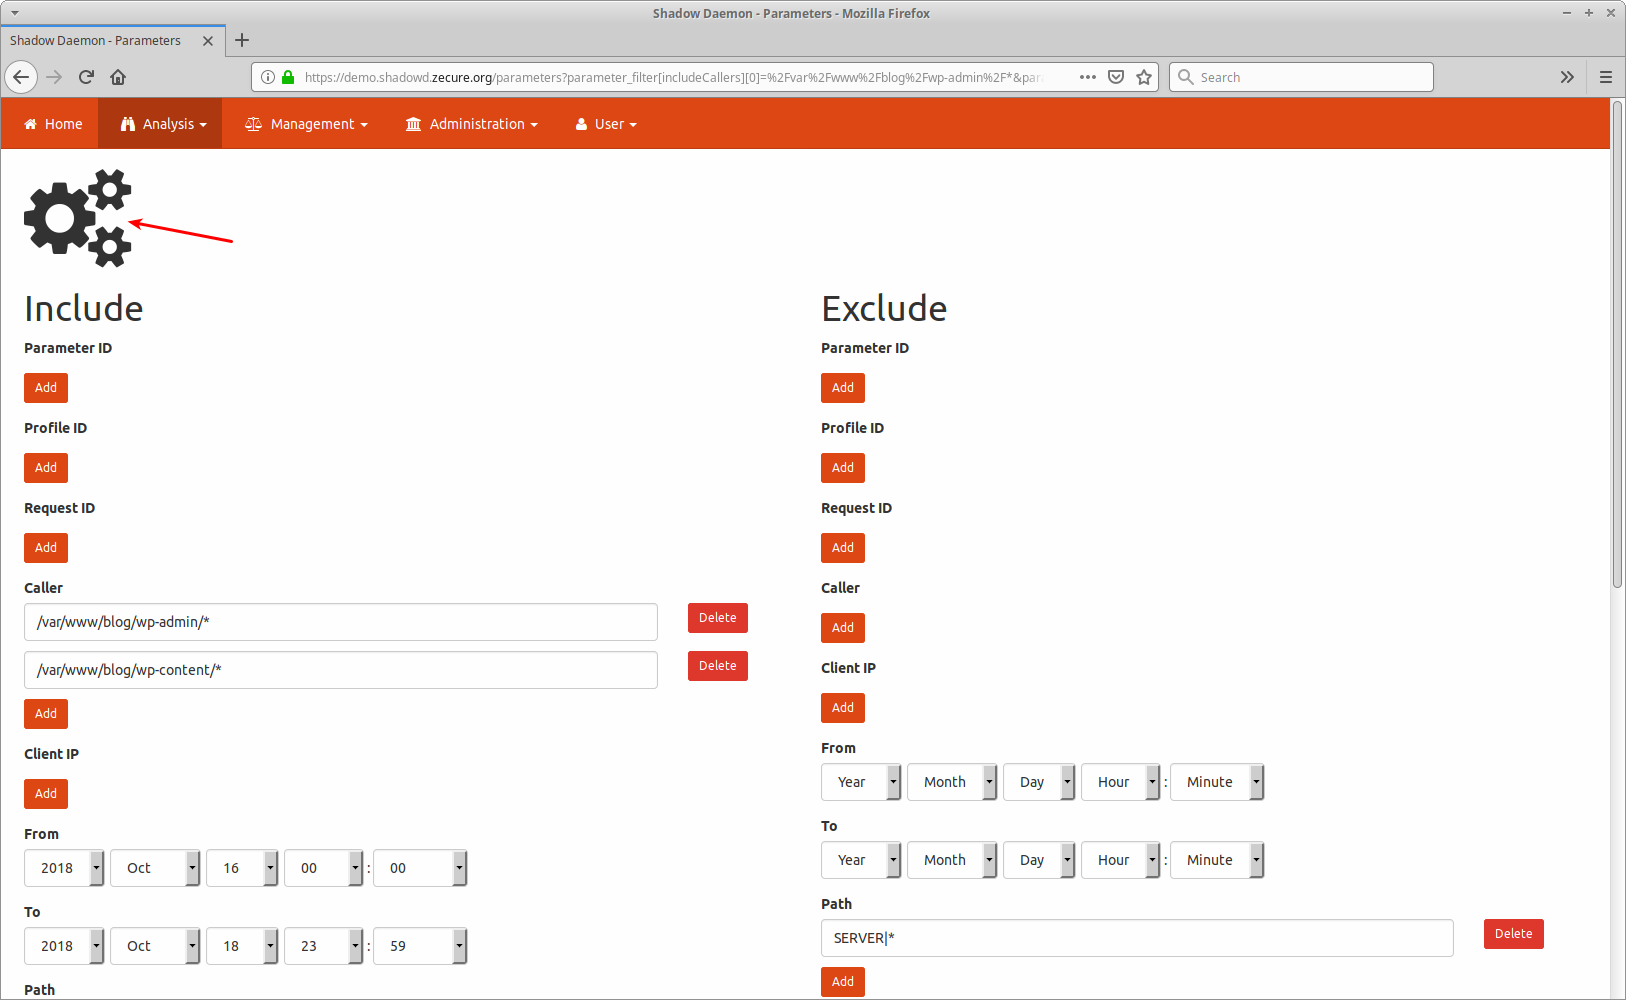 Shadow Daemon - Parameters - Mozilla Firefox
Shadow Daemon - Parameters
https://demo.shadowd.zecure.org/parameters?parameter_filter[includeCallers][0]=%2Fvar%2Fwww%2Fblog%2Fwp-admin%2F*&par
Search
Home
Analysis
Management
Administration
User
Include
Parameter ID
Add
Profile ID
Add
Request ID
Add
Caller
/var/www/blog/wp-admin/*
Delete
/var/www/blog/wp-content/*
Delete
Add
Client IP
Add
From
2018 Oct 16 00 : 00
To
2018 Oct 18 23 : 59
Path
Exclude
Parameter ID
Add
Profile ID
Add
Request ID
Add
Caller
Add
Client IP
Add
From
Year Month Day Hour : Minute
To
Year Month Day Hour : Minute
Path
SERVER|*
Delete
Add